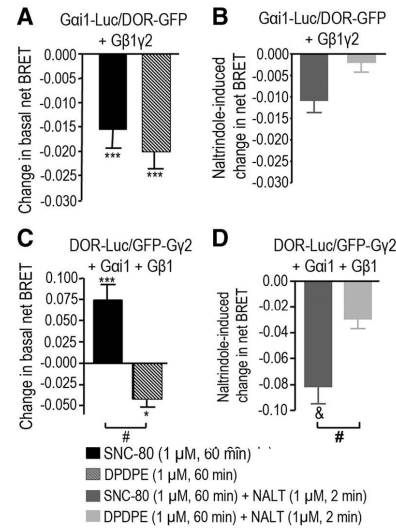 A
Gαi1-Luc/DOR-GFP
+ Gβ1γ2
Change in basal net BRET
0.000
-0.005
-0.010
-0.015
-0.020
-0.025
-0.030
***
***
B
Gai1-Luc/DOR-GFP
+ Gβ1γ2
Naltrindole-induced
change in net BRET
0.000
-0.005
-0.010
-0.015
-0.020
-0.025
-0.030
C
DOR-Luc/GFP-Gγ2
+ Gαi1 + Gβ1
Change in basal net BRET
0.100
0.075
0.050
0.025
-0.000
-0.025
-0.050
***
*
#
D
DOR-Luc/GFP-Gγ2
+ Gαi1 + Gβ1
Naltrindole-induced
change in net BRET
0.00
-0.02
-0.04
-0.06
-0.08
-0.10
&
#
SNC-80 (1 µM, 60 min)
DPDPE (1 µM, 60 min)
SNC-80 (1 µM, 60 min) + NALT (1µM, 2 min)
DPDPE (1 µM, 60 min) + NALT (1µM, 2 min)